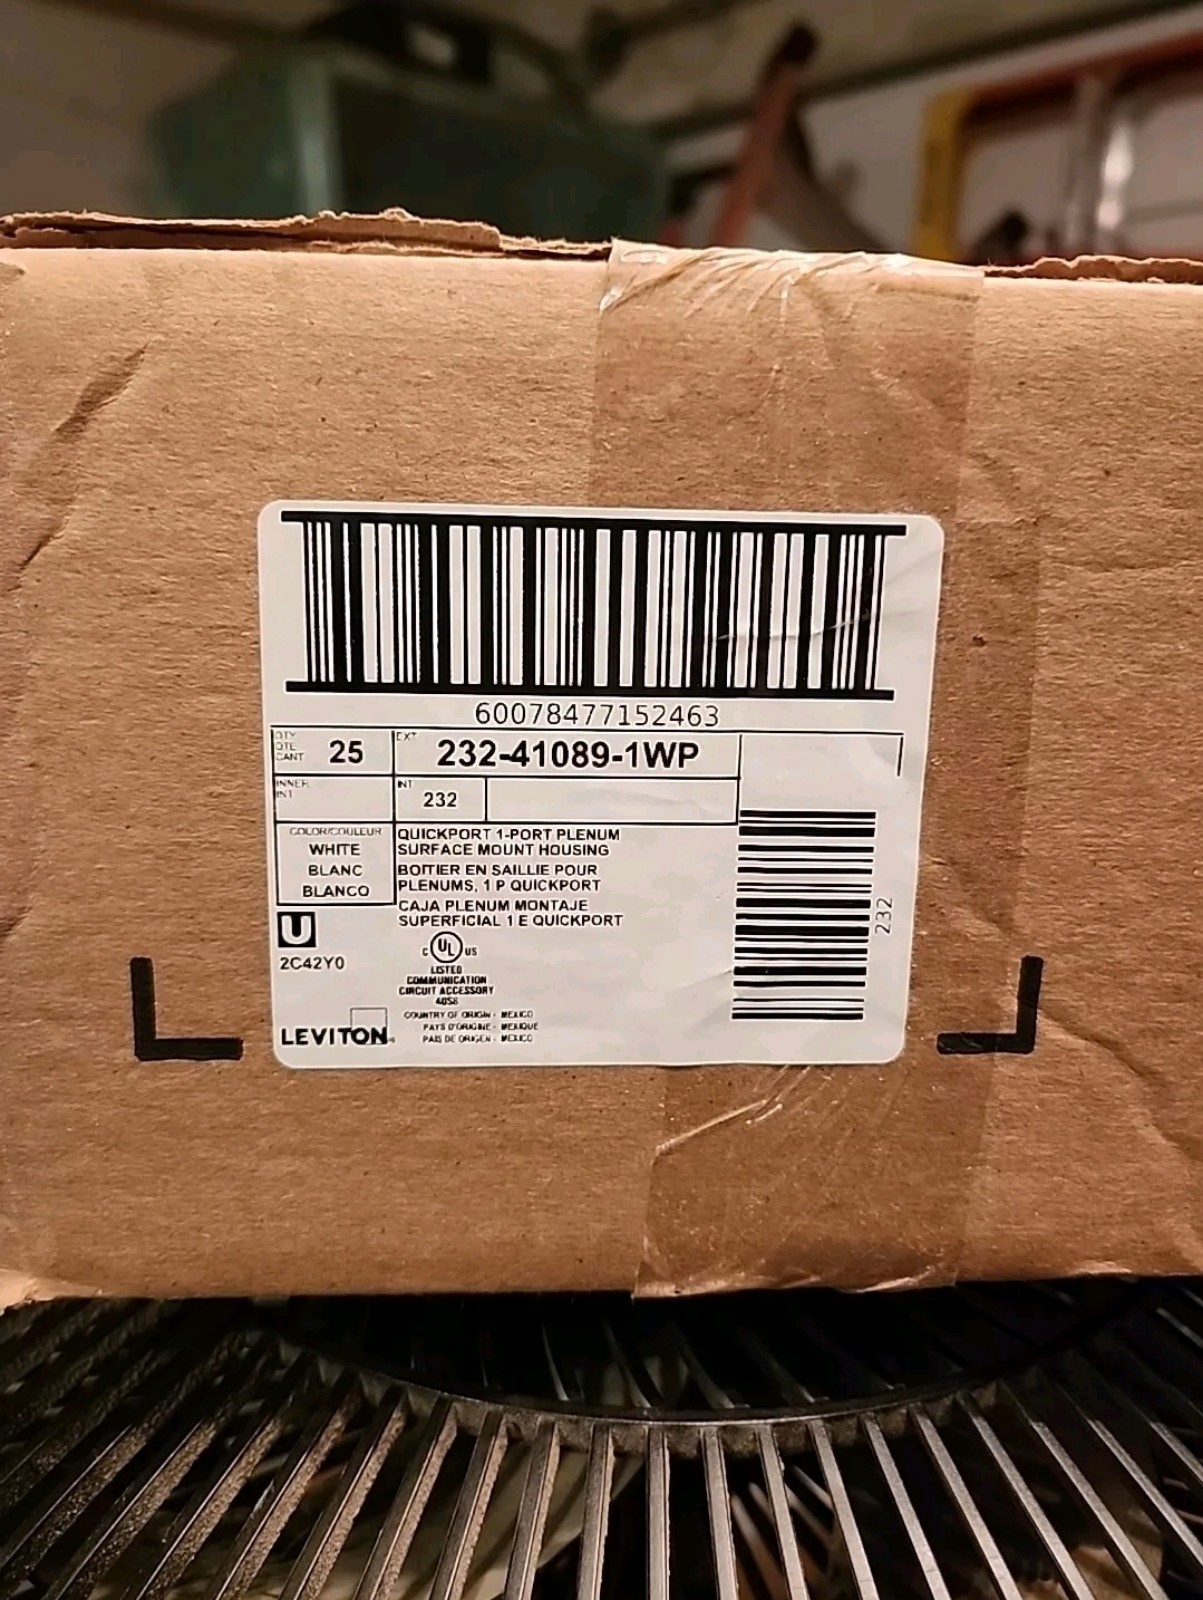 60078477152463
QTY
QTE
CANT
25
EXT
232-41089-1WP
INNER
INT
INT
232
COLOR/COULEUR
WHITE
BLANC
BLANCO
QUICKPORT 1-PORT PLENUM
SURFACE MOUNT HOUSING
BOITIER EN SAILLIE POUR
PLENUMS, 1 P QUICKPORT
CAJA PLENUM MONTAJE
SUPERFICIAL 1 E QUICKPORT
232
U
2C42Y0
C UL US
LISTED
COMMUNICATION
CIRCUIT ACCESSORY
LEVITON
COUNTRY OF ORIGIN - MEXICO
PAYS D'ORIGINE - MEXIQUE
PAIS DE ORIGEN - MEXICO